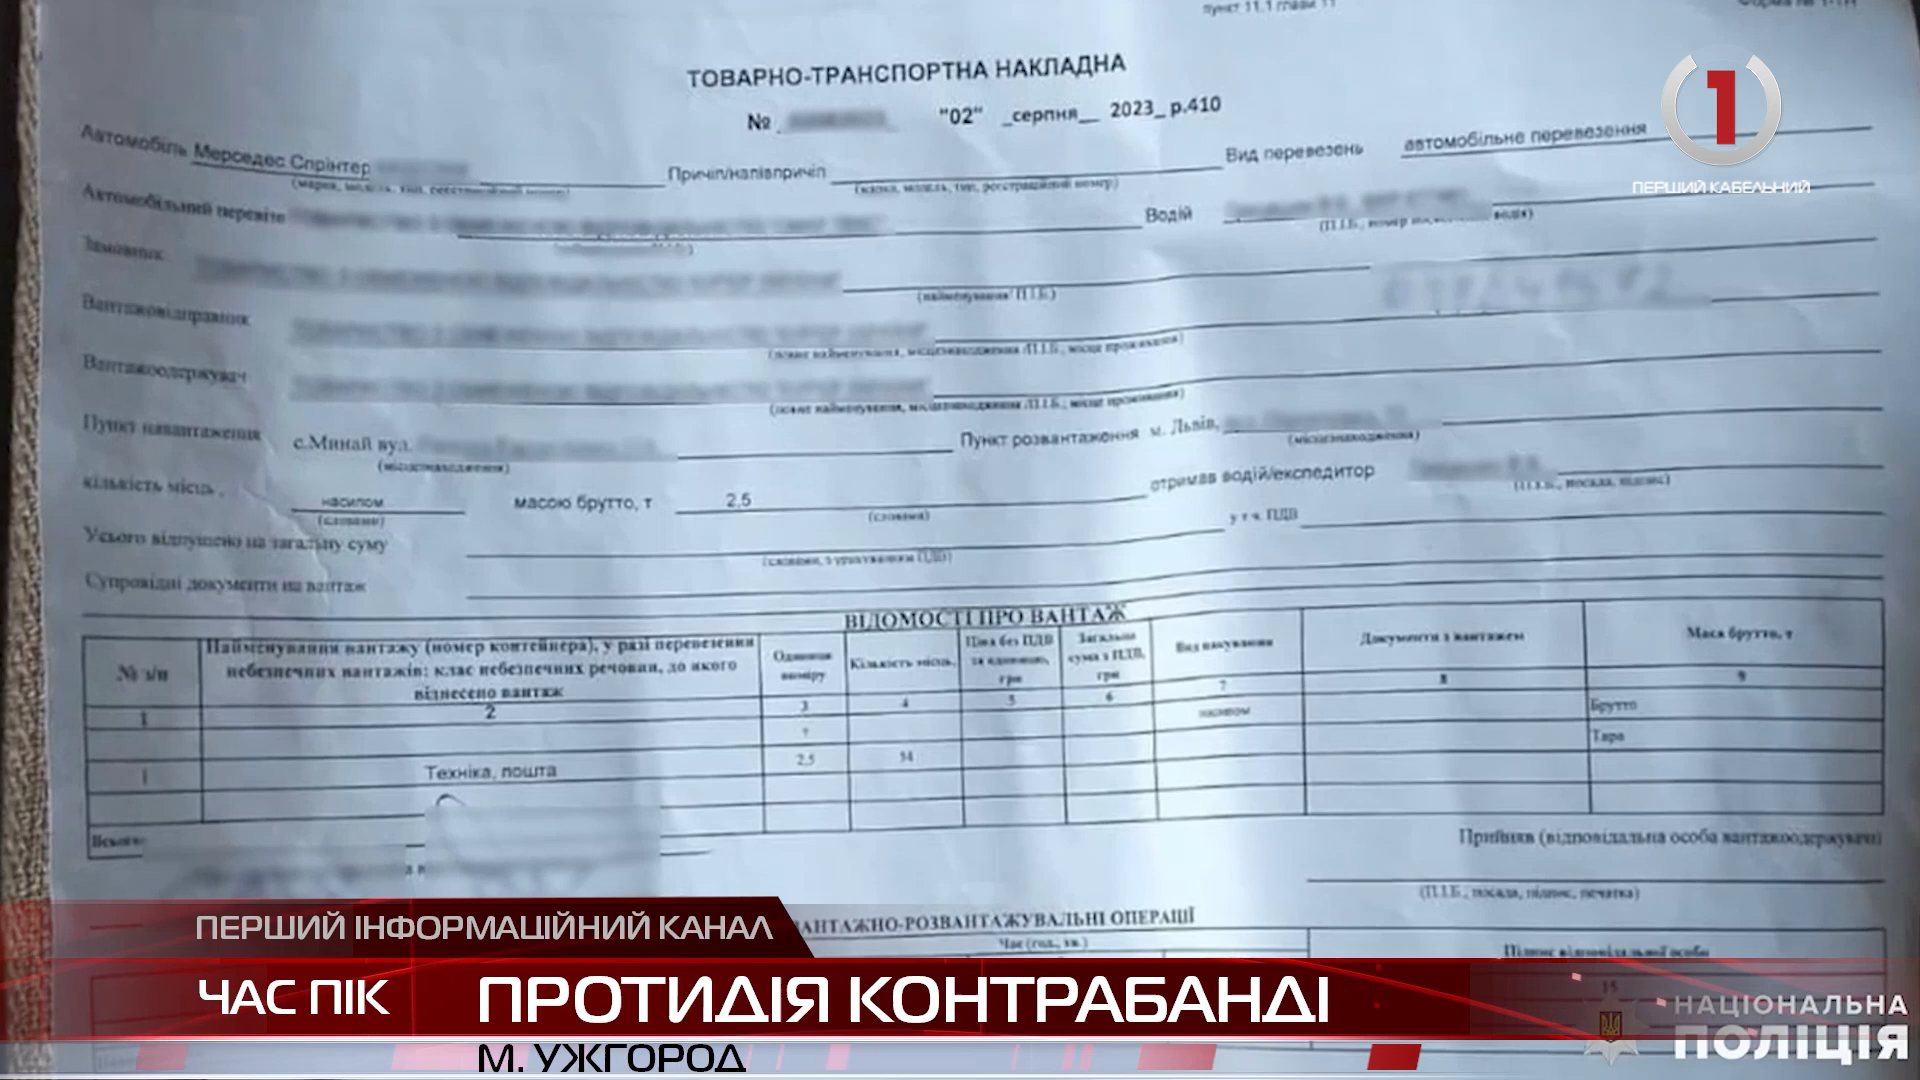 пункт 11.1 глави 11
Форма № 1-ТН
ТОВАРНО-ТРАНСПОРТНА НАКЛАДНА
№ "02" _серпня__ 2023_ р.410
Автомобіль Мерседес Спрінтер Причіп/напівпричіп Вид перевезень автомобільне перевезення
(марка, модель, тип, реєстраційний номер) (марка, модель, тип, реєстраційний номер)
Автомобільний перевізн Водій
(П.І.Б., номер водія)
Замовник
(найменування/ П.І.Б.)
Вантажовідправник
(повне найменування, місцезнаходження /П.І.Б., місце проживання)
Вантажоодержувач
(повне найменування, місцезнаходження /П.І.Б., місце проживання)
Пункт навантаження с.Минай вул. Пункт розвантаження м. Львів,
(місцезнаходження) (місцезнаходження)
кількість місць , насипом масою брутто, т 2,5 отримав водій/експедитор
(словами) (словами) (П.І.Б., посада, підпис)
Усього відпущено на загальну суму у т.ч. ПДВ
(словами, з урахуванням ПДВ)
Супровідні документи на вантаж
ВІДОМОСТІ ПРО ВАНТАЖ
№ з/п Найменування вантажу (номер контейнера), у разі перевезення небезпечних вантажів: клас небезпечних речовин, до якого віднесено вантаж Одиниця виміру Кількість місць, Ціна без ПДВ за одиницю, грн Загальна сума з ПДВ, грн Вид пакування Документи з вантажем Маса брутто, т
1 2 3 4 5 6 7 8 9
т насипом Брутто
Тара
1 Техніка, пошта 2.5 54
Всього:
Прийняв (відповідальна особа вантажоодержувача)
(П.І.Б., посада, підпис, печатка)
ВАНТАЖНО-РОЗВАНТАЖУВАЛЬНІ ОПЕРАЦІЇ
Час (год., хв.) Підпис відповідальної особи
15
1
ПЕРШИЙ КАБЕЛЬНИЙ
ПЕРШИЙ ІНФОРМАЦІЙНИЙ КАНАЛ
ЧАС ПІК ПРОТИДІЯ КОНТРАБАНДІ
М. УЖГОРОД
НАЦІОНАЛЬНА
ПОЛІЦІЯ